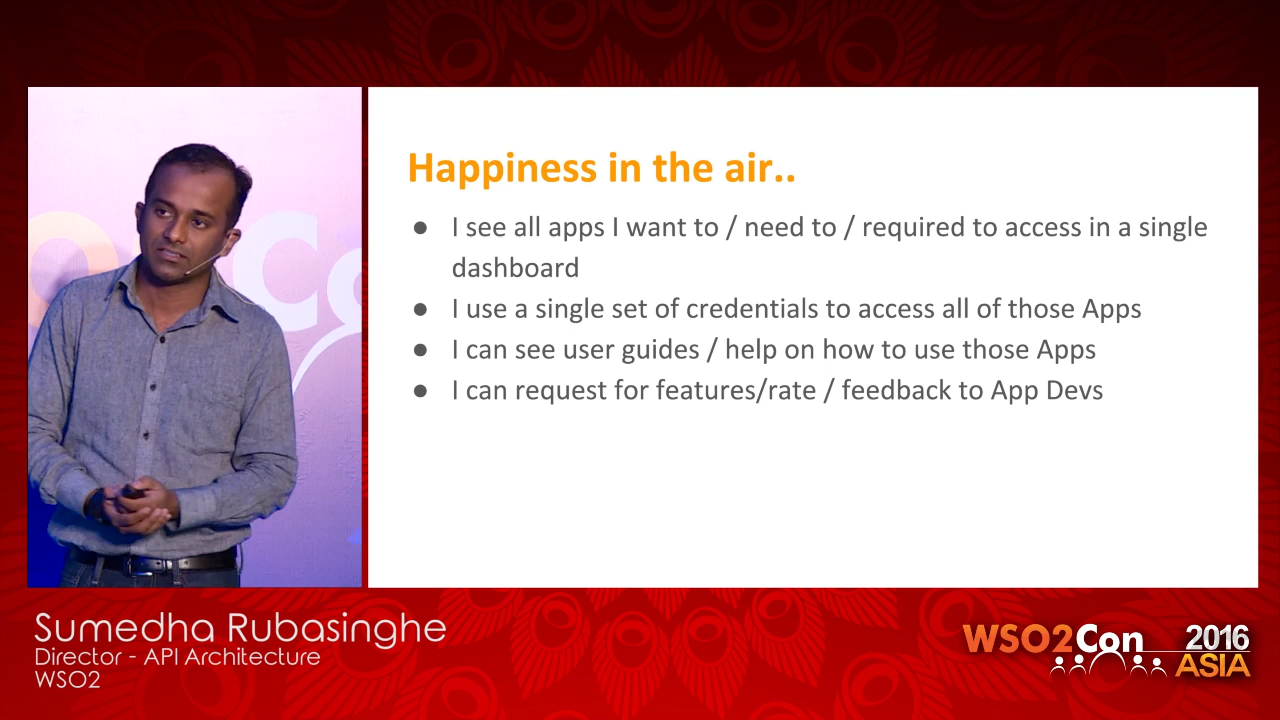 Happiness in the air..
● I see all apps I want to / need to / required to access in a single
dashboard
● I use a single set of credentials to access all of those Apps
● I can see user guides / help on how to use those Apps
● I can request for features/rate / feedback to App Devs
Sumedha Rubasinghe
Director - API Architecture
WSO2
WSO2Con 2016
ASIA